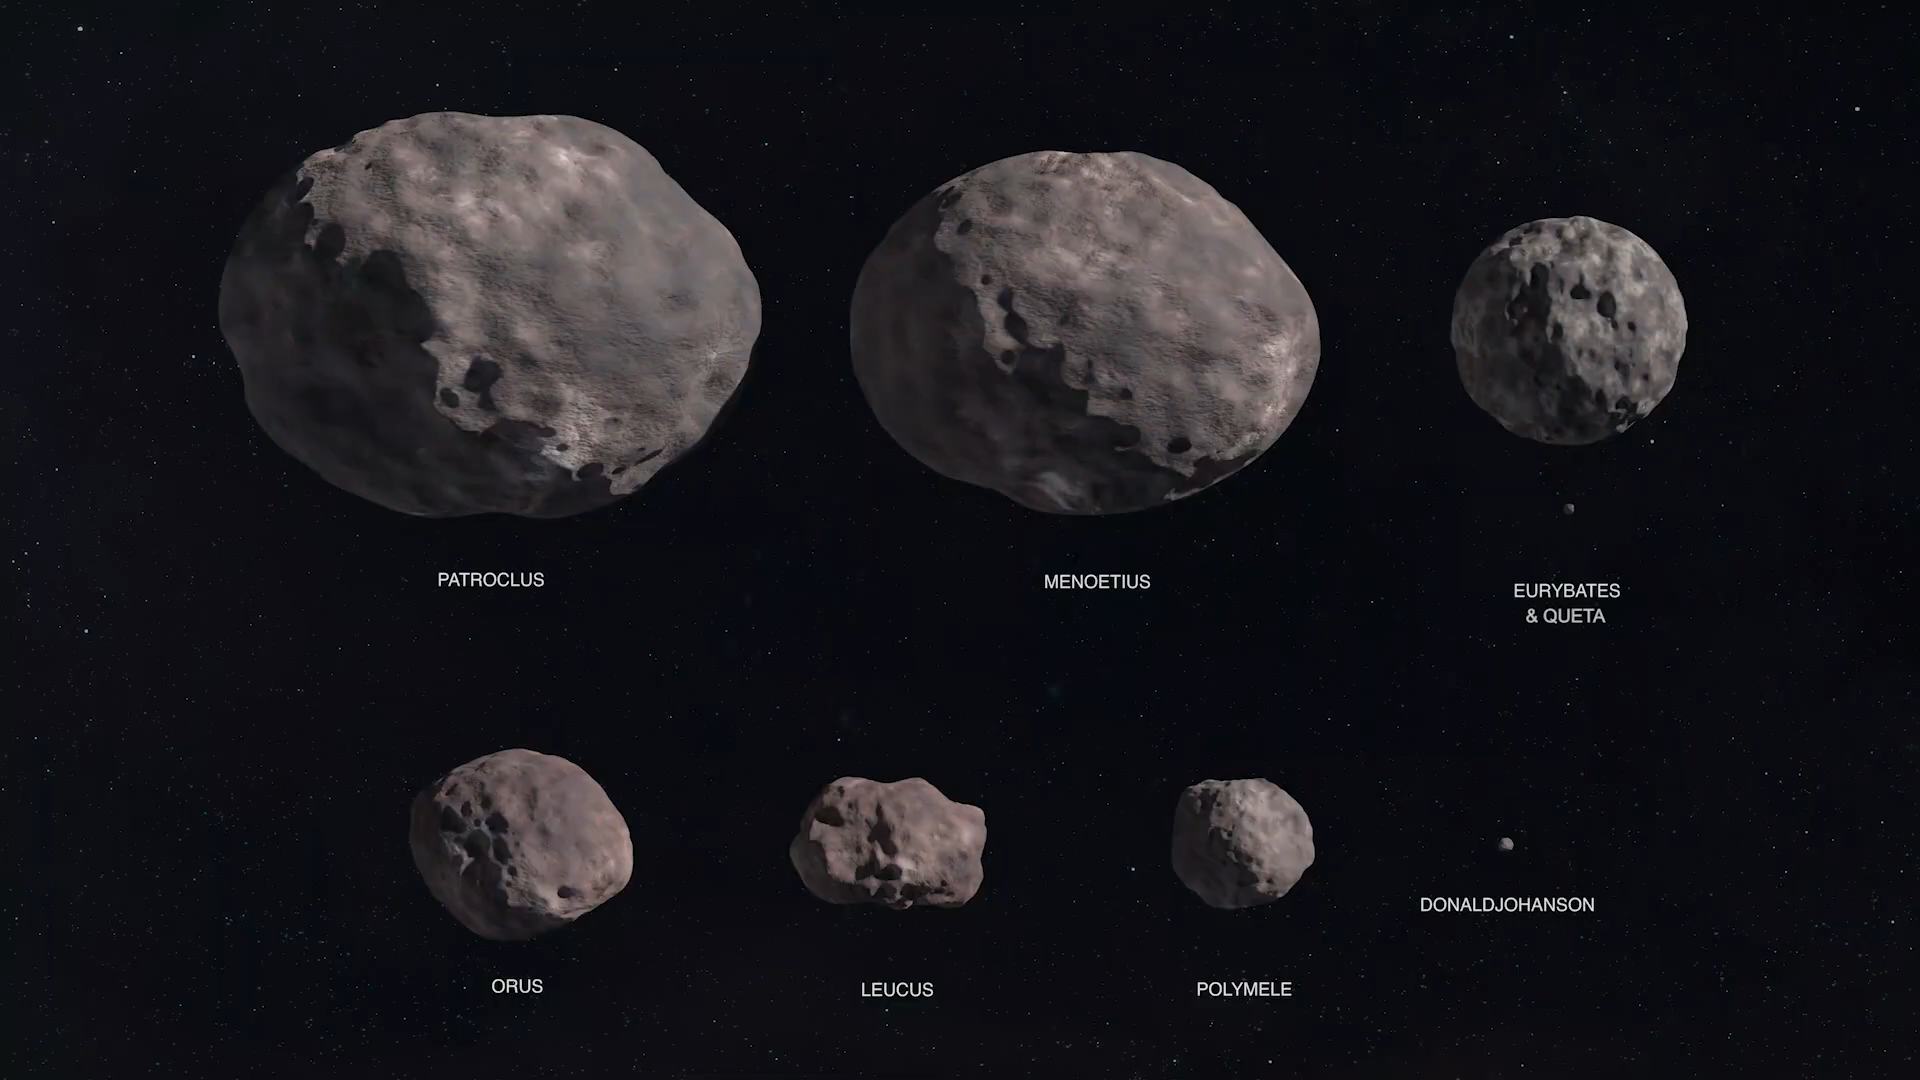 PATROCLUS
MENOETIUS
EURYBATES
& QUETA
ORUS
LEUCUS
POLYMELE
DONALDJOHANSON